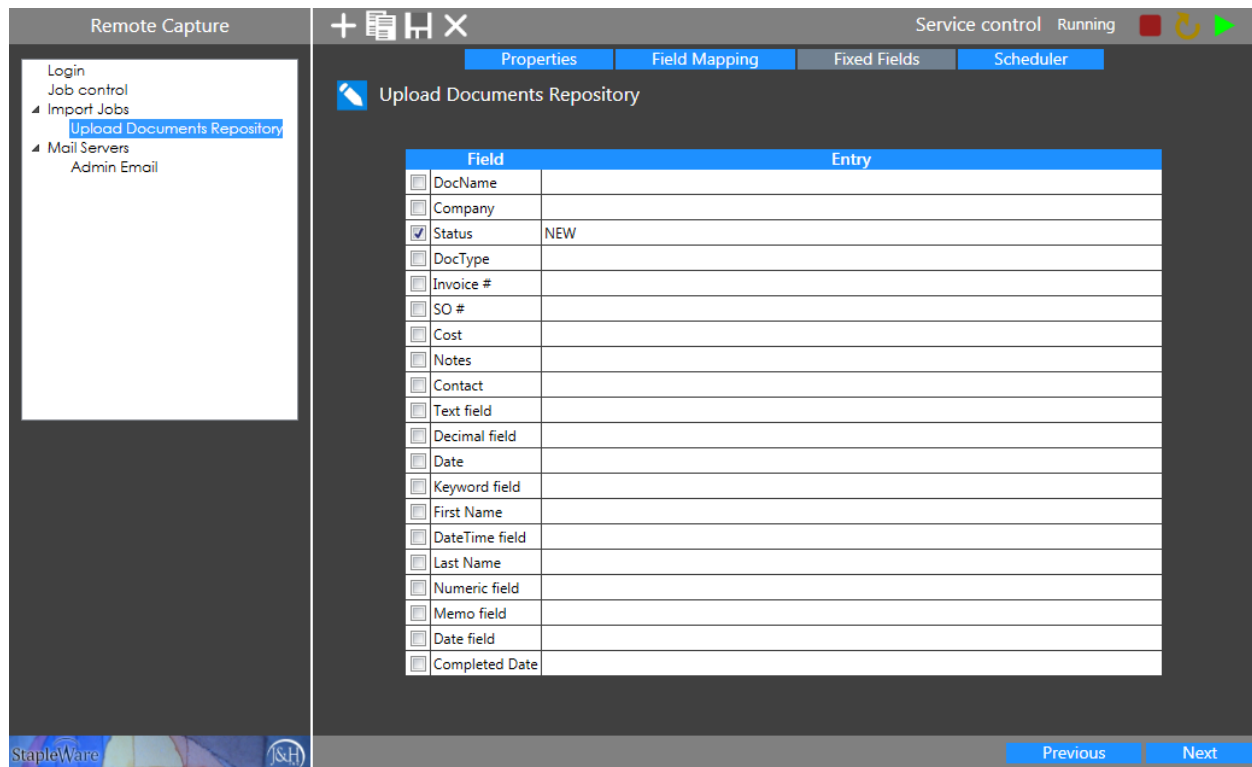 Remote Capture
Service control Running
Login
Job control
Import Jobs
Upload Documents Repository
Mail Servers
Admin Email
Properties Field Mapping Fixed Fields Scheduler
Upload Documents Repository
Field Entry
DocName
Company
Status NEW
DocType
Invoice #
SO #
Cost
Notes
Contact
Text field
Decimal field
Date
Keyword field
First Name
DateTime field
Last Name
Numeric field
Memo field
Date field
Completed Date
StapleWare J&H
Previous Next